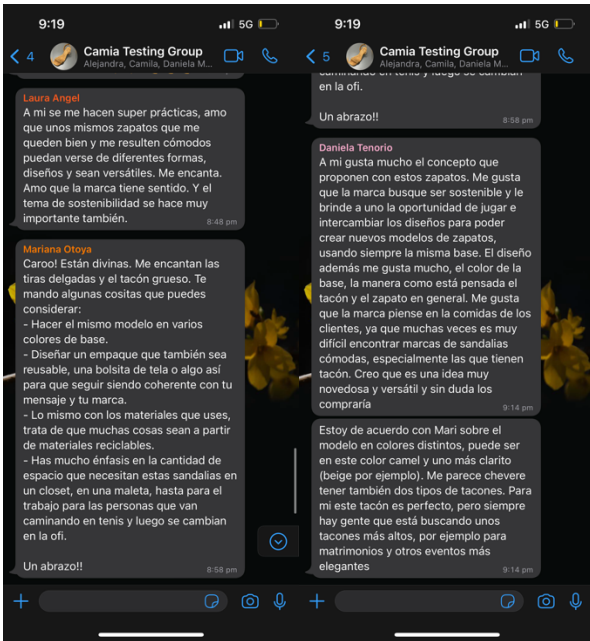 9:19
5G
4
Camia Testing Group
Alejandra, Camila, Daniela M...
Laura Angel
A mi se me hacen super prácticas, amo
que unos mismos zapatos que me
queden bien y me resulten cómodos
puedan verse de diferentes formas,
diseños y sean versátiles. Me encanta.
Amo que la marca tiene sentido. Y el
tema de sostenibilidad se hace muy
importante también.
8:48 pm
Mariana Otoya
Caroo! Están divinas. Me encantan las
tiras delgadas y el tacón grueso. Te
mando algunas cositas que puedes
considerar:
- Hacer el mismo modelo en varios
colores de base.
- Diseñar un empaque que también sea
reusable, una bolsita de tela o algo así
para que seguir siendo coherente con tu
mensaje y tu marca.
- Lo mismo con los materiales que uses,
trata de que muchas cosas sean a partir
de materiales reciclables.
- Has mucho énfasis en la cantidad de
espacio que necesitan estas sandalias en
un closet, en una maleta, hasta para el
trabajo para las personas que van
caminando en tenis y luego se cambian
en la ofi.
Un abrazo!!
8:58 pm
9:19
5G
5
Camia Testing Group
Alejandra, Camila, Daniela M...
caminando en tenis y luego se cambian
en la ofi.
Un abrazo!!
8:58 pm
Daniela Tenorio
A mi gusta mucho el concepto que
proponen con estos zapatos. Me gusta
que la marca busque ser sostenible y le
brinde a uno la oportunidad de jugar e
intercambiar los diseños para poder
crear nuevos modelos de zapatos,
usando siempre la misma base. El diseño
además me gusta mucho, el color de la
base, la manera como está pensada el
tacón y el zapato en general. Me gusta
que la marca piense en la comidas de los
clientes, ya que muchas veces es muy
difícil encontrar marcas de sandalias
cómodas, especialmente las que tienen
tacón. Creo que es una idea muy
novedosa y versátil y sin duda los
compraría
9:14 pm
Estoy de acuerdo con Mari sobre el
modelo en colores distintos, puede ser
en este color camel y uno más clarito
(beige por ejemplo). Me parece chevere
tener también dos tipos de tacones. Para
mi este tacón es perfecto, pero siempre
hay gente que está buscando unos
tacones más altos, por ejemplo para
matrimonios y otros eventos más
elegantes
9:14 pm